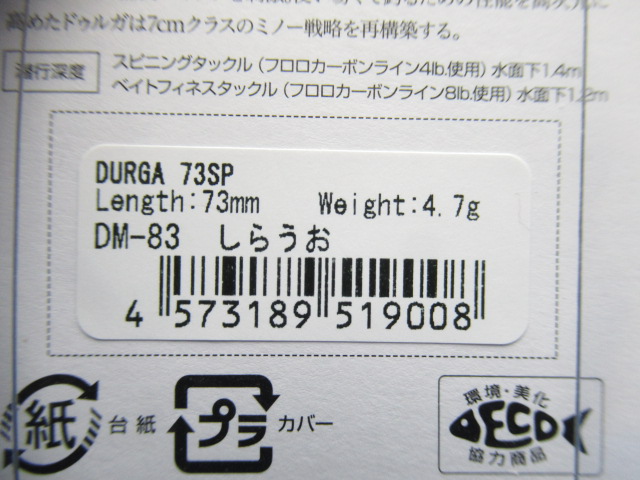 高めたドゥルガは7cmクラスのミノー戦略を再構築する。
潜行深度
スピニングタックル（フロロカーボンライン4lb.使用）水面下1.4m
ベイトフィネスタックル（フロロカーボンライン8lb.使用）水面下1.2m
DURGA 73SP
Length:73mm Weight:4.7g
DM-83 しらうお
4 573189 519008
紙 台紙
プラ カバー
環境・美化
ECO
協力商品